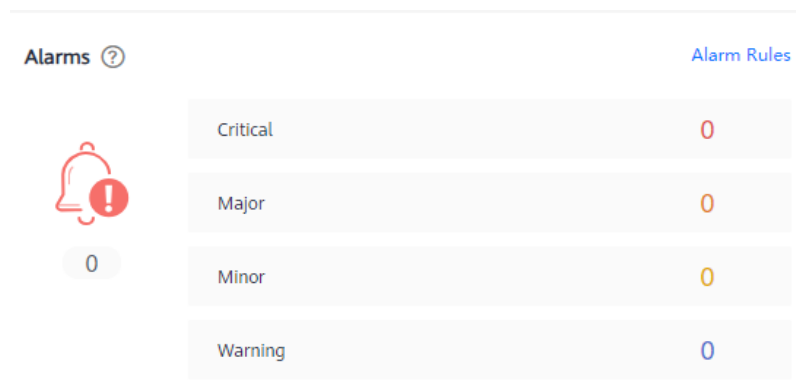 Alarms ?
Alarm Rules
Critical 0
Major 0
0
Minor 0
Warning 0